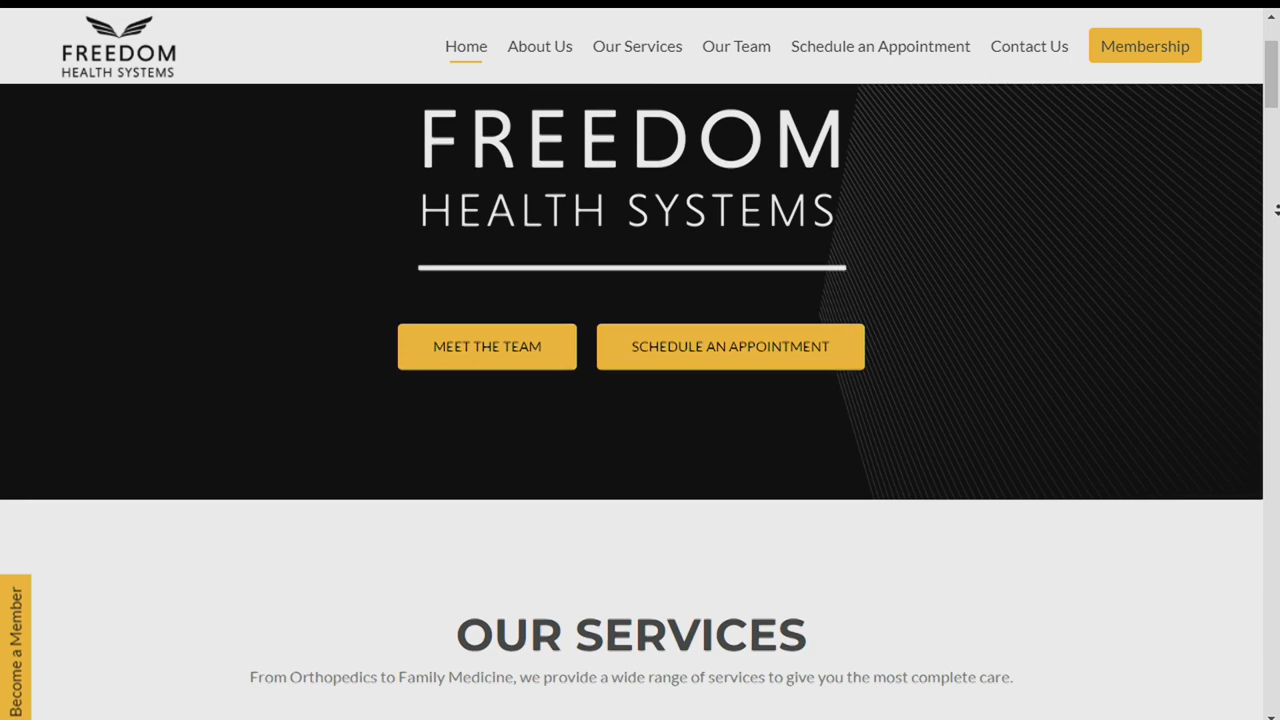 FREEDOM
HEALTH SYSTEMS
Home About Us Our Services Our Team Schedule an Appointment Contact Us Membership
FREEDOM
HEALTH SYSTEMS
MEET THE TEAM SCHEDULE AN APPOINTMENT
Become a Member
OUR SERVICES
From Orthopedics to Family Medicine, we provide a wide range of services to give you the most complete care.